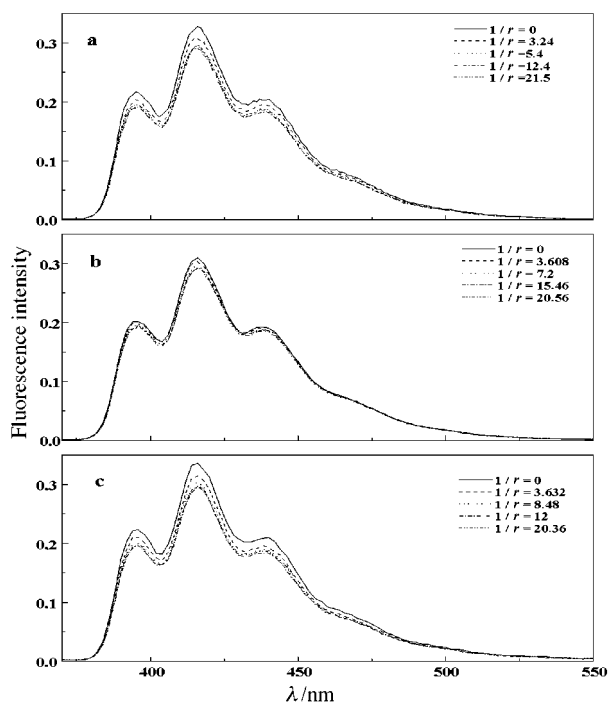 Fluorescence intensity
a
1 / r = 0
1 / r = 3.24
1 / r = 5.4
1 / r = 12.4
1 / r = 21.5
0.3
0.2
0.1
0.0
b
1 / r = 0
1 / r = 3.608
1 / r = 7.2
1 / r = 15.46
1 / r = 20.56
0.3
0.2
0.1
0.0
c
1 / r = 0
1 / r = 3.632
1 / r = 8.48
1 / r = 12
1 / r = 20.36
0.3
0.2
0.1
0.0
400 450 500 550
λ/nm